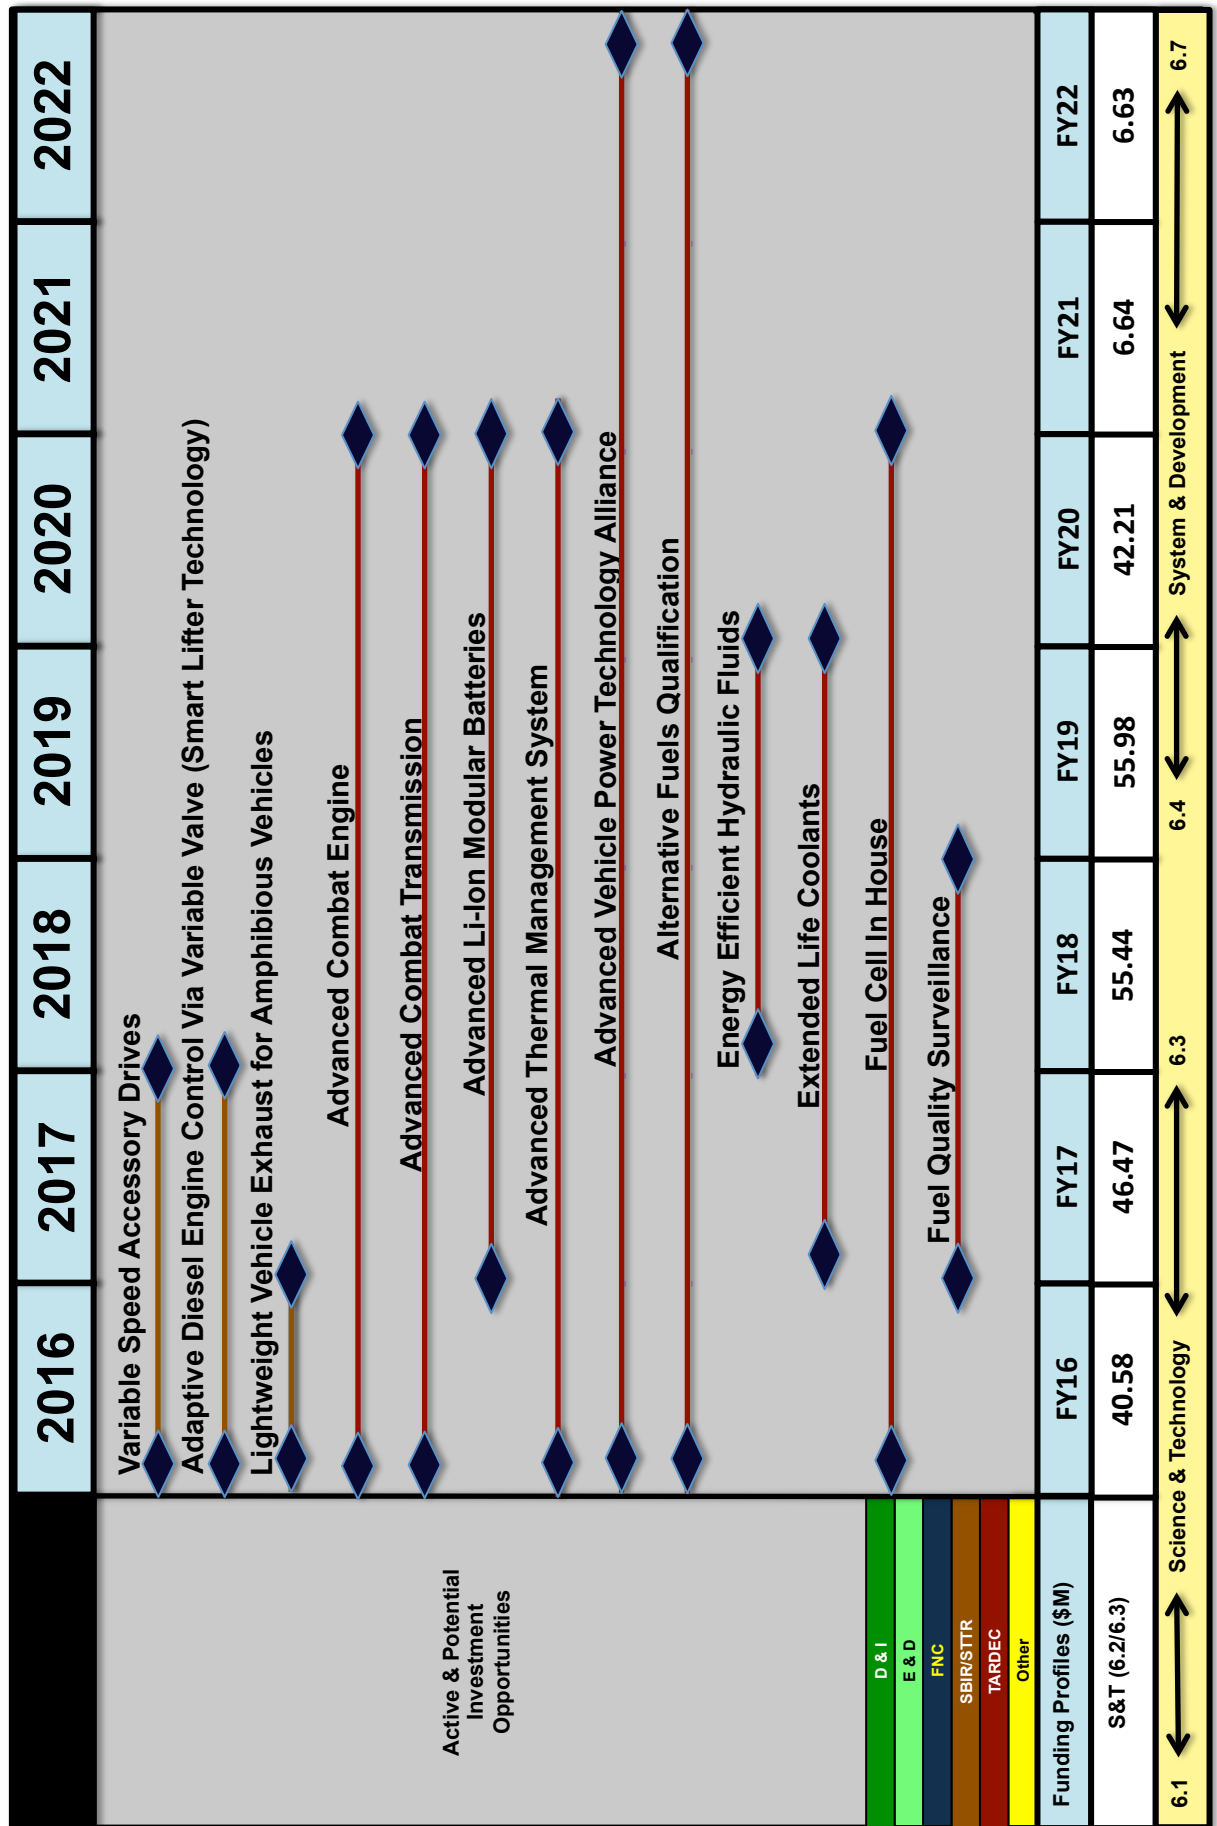 2016 2017 2018 2019 2020 2021 2022
Variable Speed Accessory Drives
Adaptive Diesel Engine Control Via Variable Valve (Smart Lifter Technology)
Lightweight Vehicle Exhaust for Amphibious Vehicles
Advanced Combat Engine
Advanced Combat Transmission
Active & Potential
Investment
Opportunities
Advanced Li-Ion Modular Batteries
Advanced Thermal Management System
Advanced Vehicle Power Technology Alliance
Alternative Fuels Qualification
Energy Efficient Hydraulic Fluids
Extended Life Coolants
Fuel Cell In House
Fuel Quality Surveillance
D & I
E & D
FNC
SBIR/STTR
TARDEC
Other
Funding Profiles ($M) FY16 FY17 FY18 FY19 FY20 FY21 FY22
S&T (6.2/6.3) 40.58 46.47 55.44 55.98 42.21 6.64 6.63
6.1 Science & Technology 6.3 6.4 System & Development 6.7